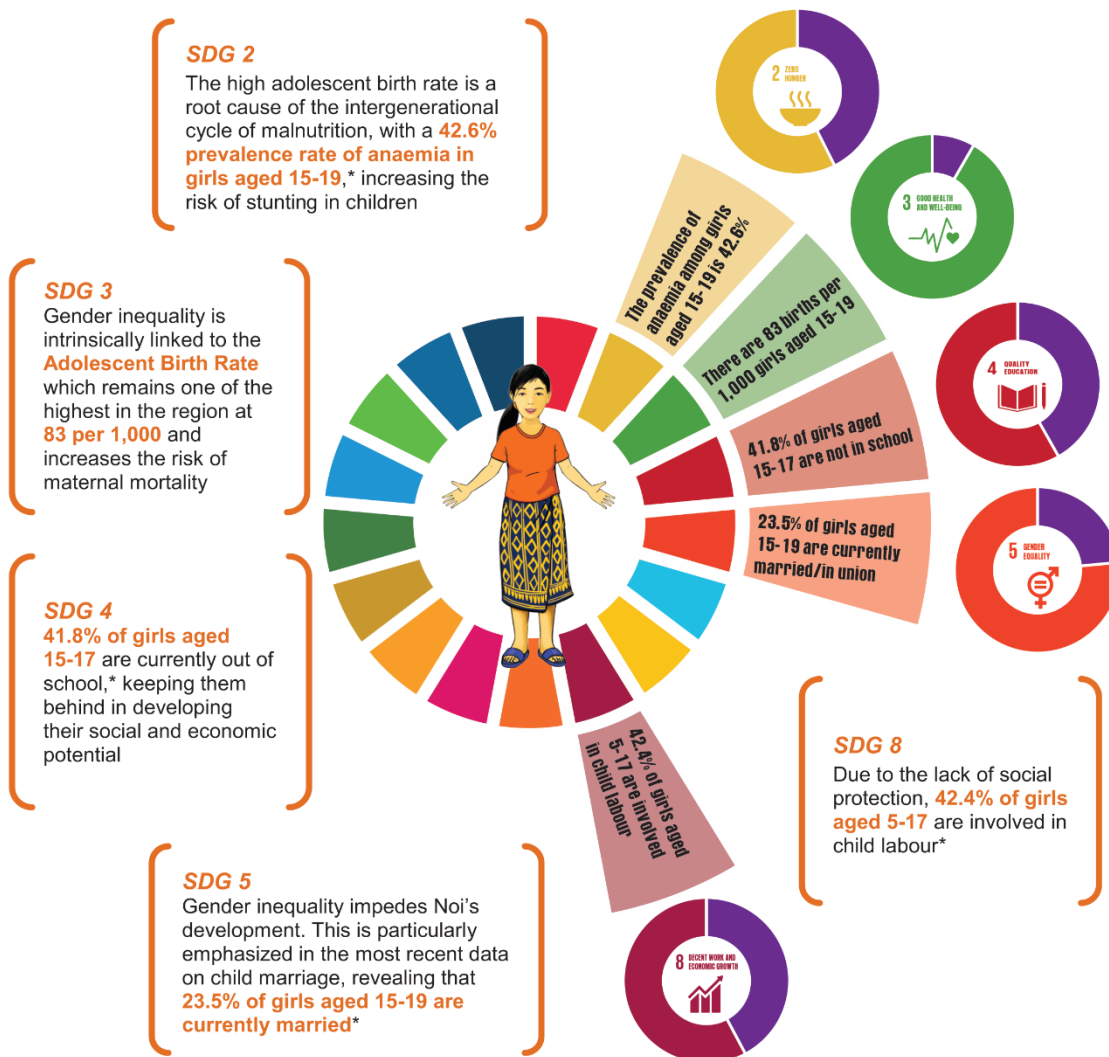 SDG 2
The high adolescent birth rate is a
root cause of the intergenerational
cycle of malnutrition, with a 42.6%
prevalence rate of anaemia in
girls aged 15-19,* increasing the
risk of stunting in children
2 ZERO
HUNGER
The prevalence of
anaemia among girls
aged 15-19 is 42.6%
3 GOOD HEALTH
AND WELL-BEING
There are 83 births per
1,000 girls aged 15-19
SDG 3
Gender inequality is
intrinsically linked to the
Adolescent Birth Rate
which remains one of the
highest in the region at
83 per 1,000 and
increases the risk of
maternal mortality
4 QUALITY
EDUCATION
41.8% of girls aged
15-17 are not in school
23.5% of girls aged
15-19 are currently
married/in union
5 GENDER
EQUALITY
SDG 4
41.8% of girls aged
15-17 are currently out of
school,* keeping them
behind in developing
their social and economic
potential
SDG 8
Due to the lack of social
protection, 42.4% of girls
aged 5-17 are involved in
child labour*
42.4% of girls aged
5-17 are involved
in child labour
SDG 5
Gender inequality impedes Noi's
development. This is particularly
emphasized in the most recent data
on child marriage, revealing that
23.5% of girls aged 15-19 are
currently married*
8 DECENT WORK AND
ECONOMIC GROWTH